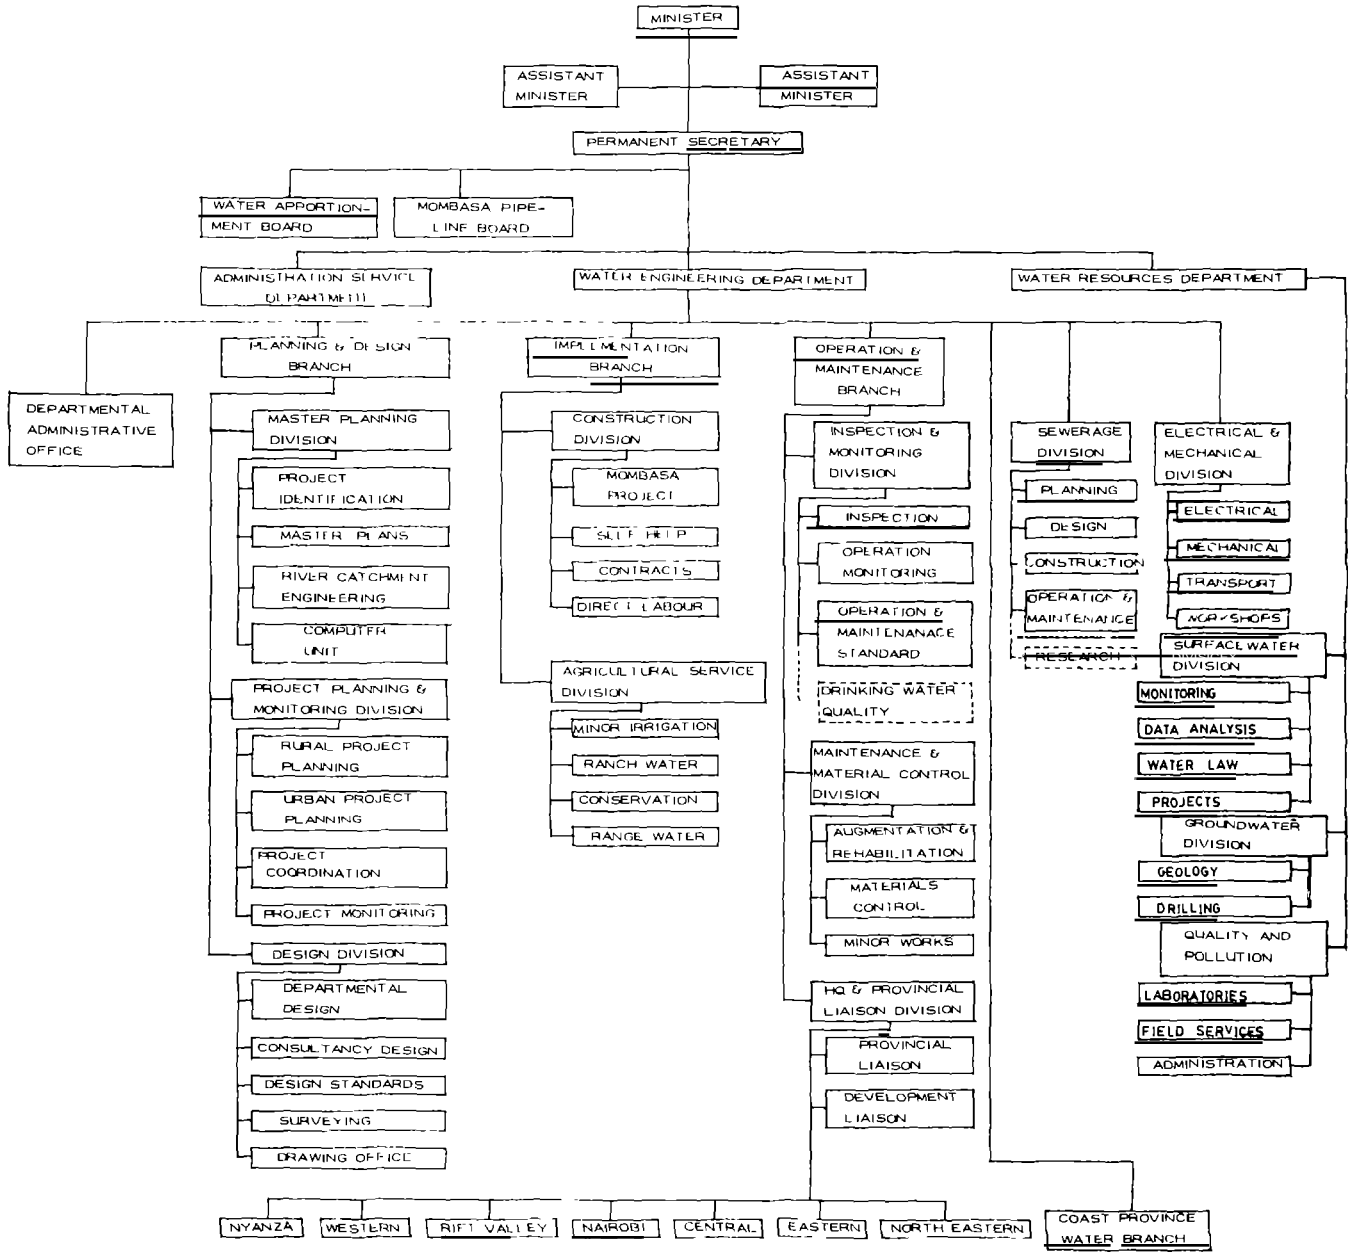 MINISTER
ASSISTANT
MINISTER
ASSISTANT
MINISTER
PERMANENT SECRETARY
WATER APPORTION-
MENT BOARD
MOMBASA PIPE-
LINE BOARD
ADMINISTRATION SERVICE
DEPARTMENT
WATER ENGINEERING DEPARTMENT
WATER RESOURCES DEPARTMENT
DEPARTMENTAL
ADMINISTRATIVE
OFFICE
PLANNING & DESIGN
BRANCH
MASTER PLANNING
DIVISION
PROJECT
IDENTIFICATION
MASTER PLANS
RIVER CATCHMENT
ENGINEERING
COMPUTER
UNIT
PROJECT PLANNING &
MONITORING DIVISION
RURAL PROJECT
PLANNING
URBAN PROJECT
PLANNING
PROJECT
COORDINATION
PROJECT MONITORING
DESIGN DIVISION
DEPARTMENTAL
DESIGN
CONSULTANCY DESIGN
DESIGN STANDARDS
SURVEYING
DRAWING OFFICE
IMPLEMENTATION
BRANCH
CONSTRUCTION
DIVISION
MOMBASA
PROJECT
SELF HELP
CONTRACTS
DIRECT LABOUR
AGRICULTURAL SERVICE
DIVISION
MINOR IRRIGATION
RANCH WATER
CONSERVATION
RANGE WATER
OPERATION &
MAINTENANCE
BRANCH
INSPECTION &
MONITORING
DIVISION
INSPECTION
OPERATION
MONITORING
OPERATION &
MAINTENANACE
STANDARD
DRINKING WATER
QUALITY
MAINTENANCE &
MATERIAL CONTROL
DIVISION
AUGMENTATION &
REHABILITATION
MATERIALS
CONTROL
MINOR WORKS
HQ & PROVINCIAL
LIAISON DIVISION
PROVINCIAL
LIAISON
DEVELOPMENT
LIAISON
SEWERAGE
DIVISION
PLANNING
DESIGN
CONSTRUCTION
OPERATION &
MAINTENANCE
RESEARCH
ELECTRICAL &
MECHANICAL
DIVISION
ELECTRICAL
MECHANICAL
TRANSPORT
WORKSHOPS
SURFACEWATER
DIVISION
MONITORING
DATA ANALYSIS
WATER LAW
PROJECTS
GROUNDWATER
DIVISION
GEOLOGY
DRILLING
QUALITY AND
POLLUTION
LABORATORIES
FIELD SERVICES
ADMINISTRATION
NYANZA
WESTERN
RIFT VALLEY
NAIROBI
CENTRAL
EASTERN
NORTH EASTERN
COAST PROVINCE
WATER BRANCH